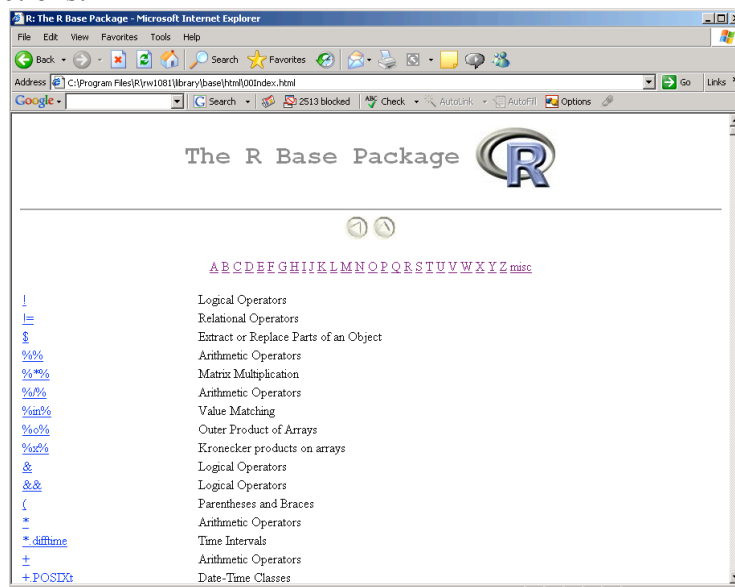 R: The R Base Package - Microsoft Internet Explorer
File Edit View Favorites Tools Help
Back Search Favorites
Address C:\Program Files\R\rw1081\library\base\html\00Index.html Go Links
Google Search 2513 blocked ABC Check AutoLink AutoFill Options
The R Base Package R
A B C D E F G H I J K L M N O P Q R S T U V W X Y Z misc
! Logical Operators
!= Relational Operators
$ Extract or Replace Parts of an Object
%% Arithmetic Operators
%*% Matrix Multiplication
%/% Arithmetic Operators
%in% Value Matching
%o% Outer Product of Arrays
%x% Kronecker products on arrays
& Logical Operators
&& Logical Operators
( Parentheses and Braces
* Arithmetic Operators
*.difftime Time Intervals
+ Arithmetic Operators
+.POSIXt Date-Time Classes